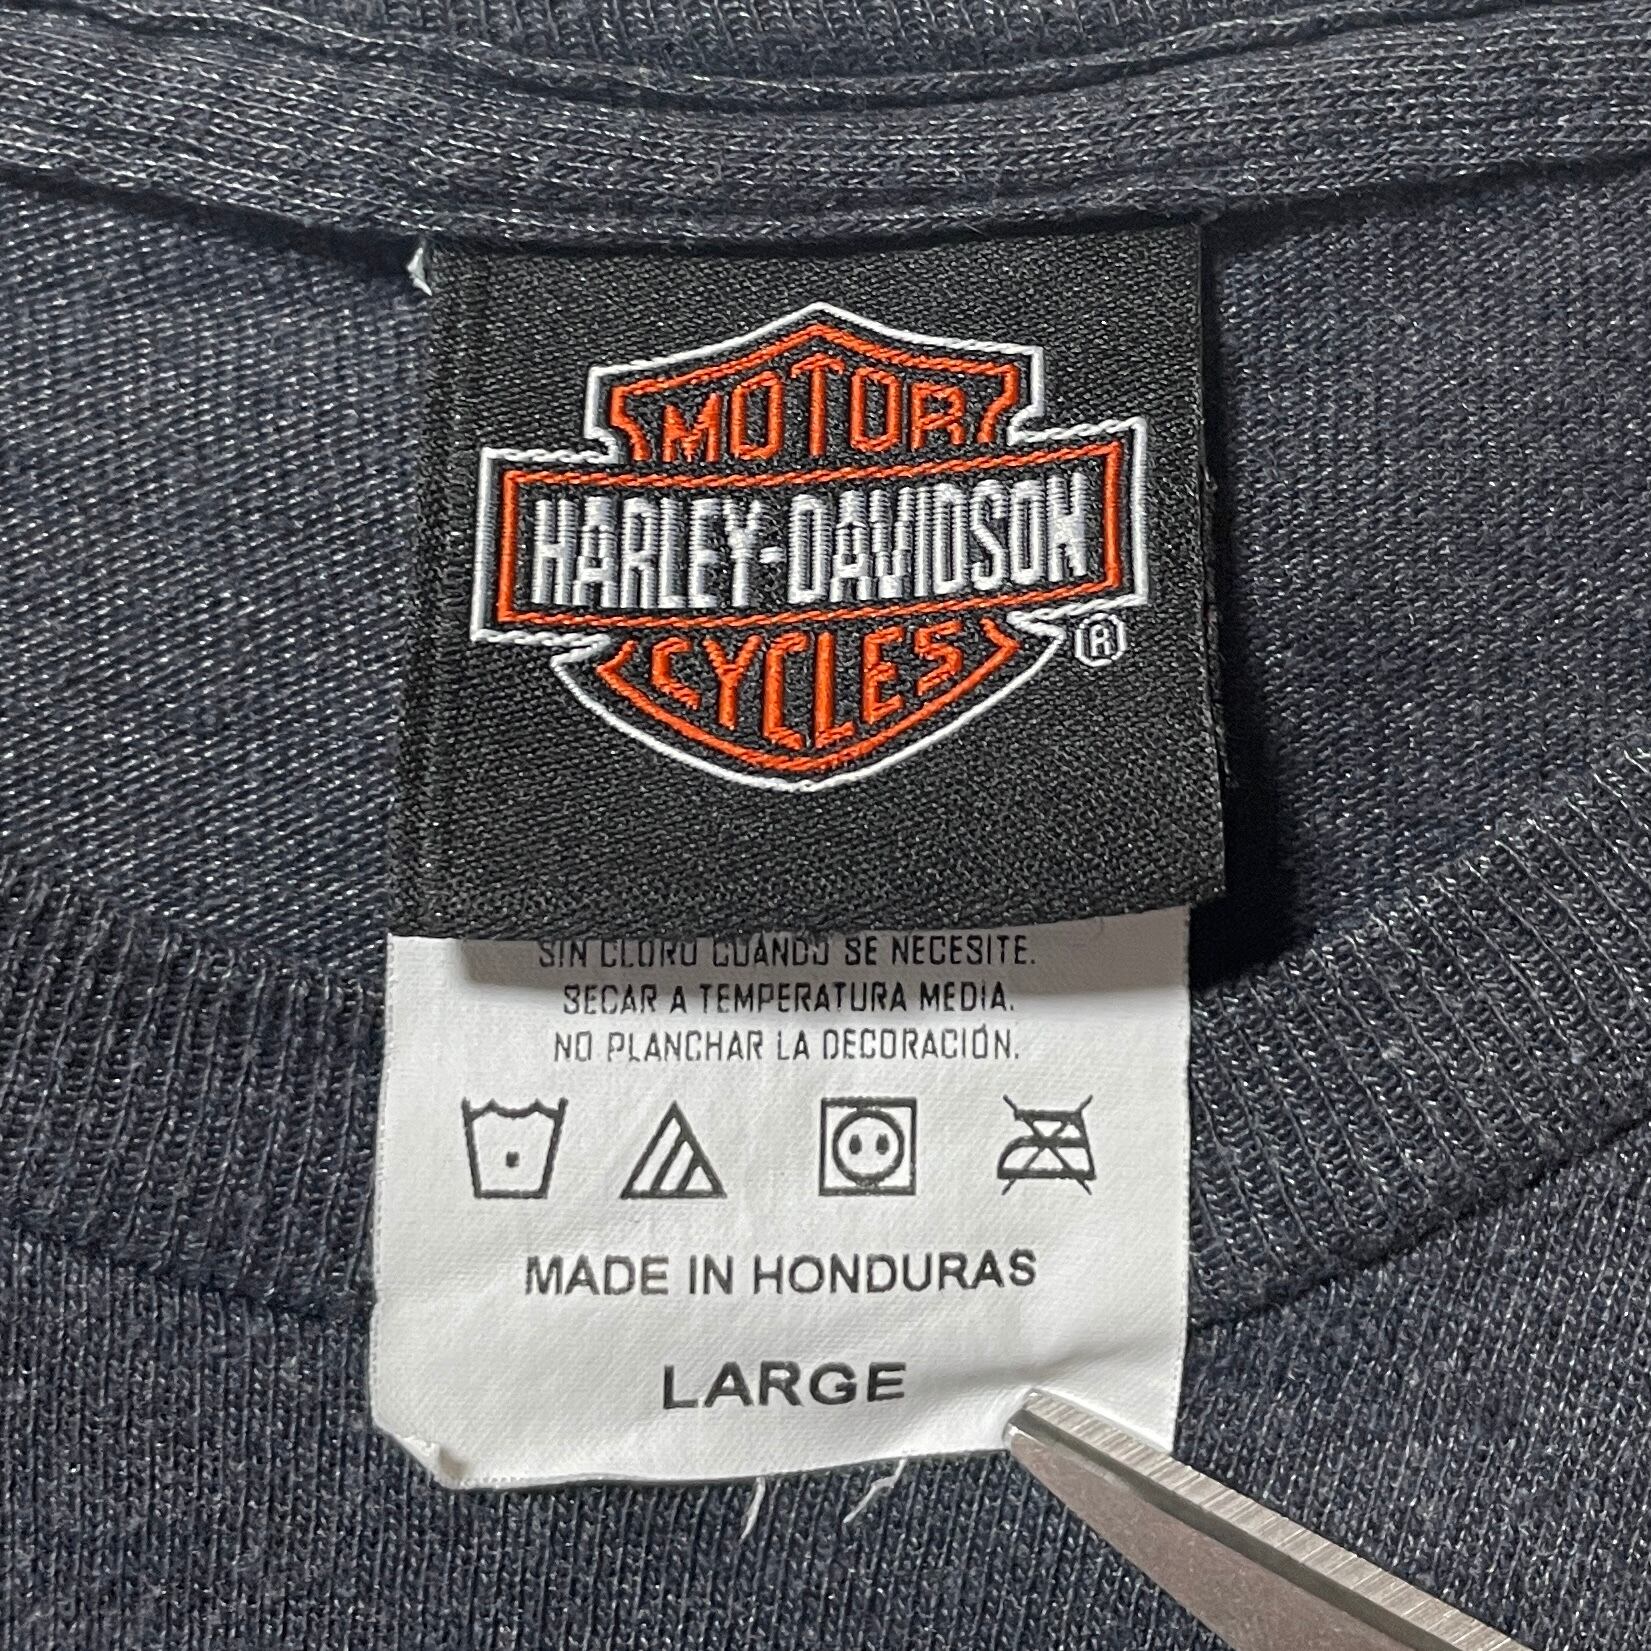 MOTOR
HARLEY-DAVIDSON
CYCLES
®
SIN CLORO CUANDO SE NECESITE.
SECAR A TEMPERATURA MEDIA.
NO PLANCHAR LA DECORACIÓN.
MADE IN HONDURAS
LARGE